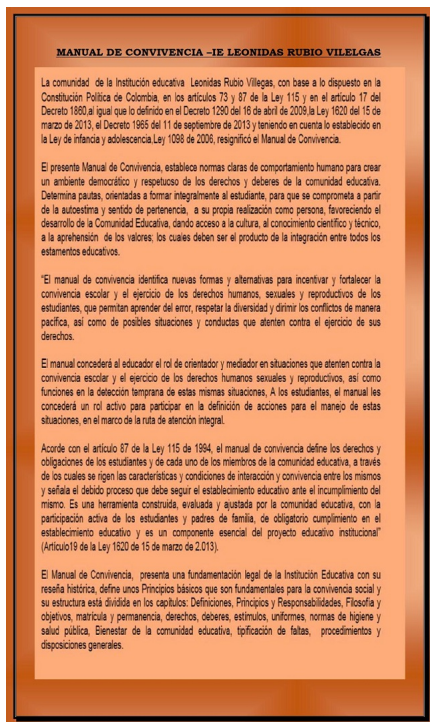 MANUAL DE CONVIVENCIA –IE LEONIDAS RUBIO VILELGAS
La comunidad de la Institución educativa Leonidas Rubio Villegas, con base a lo dispuesto en la
Constitución Política de Colombia, en los artículos 73 y 87 de la Ley 115 y en el artículo 17 del
Decreto 1860,al igual que lo definido en el Decreto 1290 del 16 de abril de 2009,la Ley 1620 del 15 de
marzo de 2013, el Decreto 1965 del 11 de septiembre de 2013 y teniendo en cuenta lo establecido en
la Ley de infancia y adolescencia,Ley 1098 de 2006, resignificó el Manual de Convivencia.
El presente Manual de Convivencia, establece normas claras de comportamiento humano para crear
un ambiente democrático y respetuoso de los derechos y deberes de la comunidad educativa.
Determina pautas, orientadas a formar integralmente al estudiante, para que se comprometa a partir
de la autoestima y sentido de pertenencia, a su propia realización como persona, favoreciendo el
desarrollo de la Comunidad Educativa, dando acceso a la cultura, al conocimiento científico y técnico,
a la aprehensión de los valores; los cuales deben ser el producto de la integración entre todos los
estamentos educativos.
“El manual de convivencia identifica nuevas formas y alternativas para incentivar y fortalecer la
convivencia escolar y el ejercicio de los derechos humanos, sexuales y reproductivos de los
estudiantes, que permitan aprender del error, respetar la diversidad y dirimir los conflictos de manera
pacífica, así como de posibles situaciones y conductas que atenten contra el ejercicio de sus
derechos.
El manual concederá al educador el rol de orientador y mediador en situaciones que atenten contra la
convivencia escolar y el ejercicio de los derechos humanos sexuales y reproductivos, así como
funciones en la detección temprana de estas mismas situaciones, A los estudiantes, el manual les
concederá un rol activo para participar en la definición de acciones para el manejo de estas
situaciones, en el marco de la ruta de atención integral.
Acorde con el artículo 87 de la Ley 115 de 1994, el manual de convivencia define los derechos y
obligaciones de los estudiantes y de cada uno de los miembros de la comunidad educativa, a través
de los cuales se rigen las características y condiciones de interacción y convivencia entre los mismos
y señala el debido proceso que debe seguir el establecimiento educativo ante el incumplimiento del
mismo. Es una herramienta construida, evaluada y ajustada por la comunidad educativa, con la
participación activa de los estudiantes y padres de familia, de obligatorio cumplimiento en el
establecimiento educativo y es un componente esencial del proyecto educativo institucional”
(Articulo19 de la Ley 1620 de 15 de marzo de 2.013).
El Manual de Convivencia, presenta una fundamentación legal de la Institución Educativa con su
reseña histórica, define unos Principios básicos que son fundamentales para la convivencia social y
su estructura está dividida en los capítulos: Definiciones, Principios y Responsabilidades, Filosofía y
objetivos, matrícula y permanencia, derechos, deberes, estímulos, uniformes, normas de higiene y
salud pública, Bienestar de la comunidad educativa, tipificación de faltas, procedimientos y
disposiciones generales.